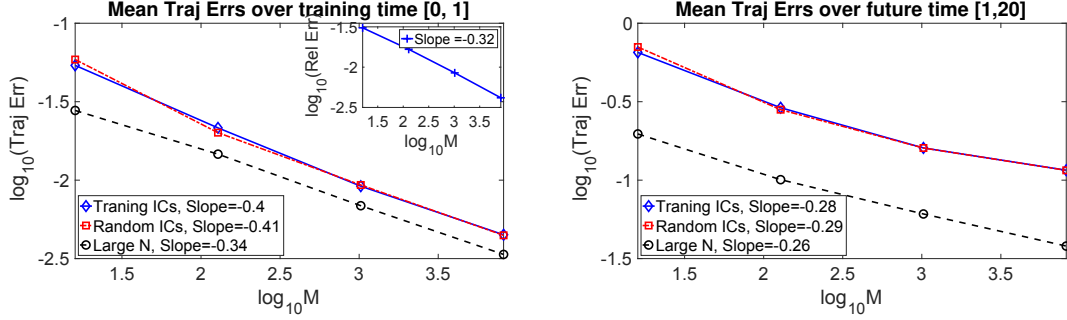 Mean Traj Errs over training time [0, 1]
-1
-1.5
-2
-2.5
log10(Traj Err)
1.5
2
2.5
3
3.5
log10M
Traning ICs, Slope=-0.4
Random ICs, Slope=-0.41
Large N, Slope=-0.34
-1.5
-2
-2.5
log10(Rel Err)
Slope =-0.32
1.5
2.0
2.5
3.0
3.5
log10M
Mean Traj Errs over future time [1,20]
0
-0.5
-1.0
-1.5
log10(Traj Err)
1.5
2
2.5
3
3.5
log10M
Traning ICs, Slope=-0.28
Random ICs, Slope=-0.29
Large N, Slope=-0.26